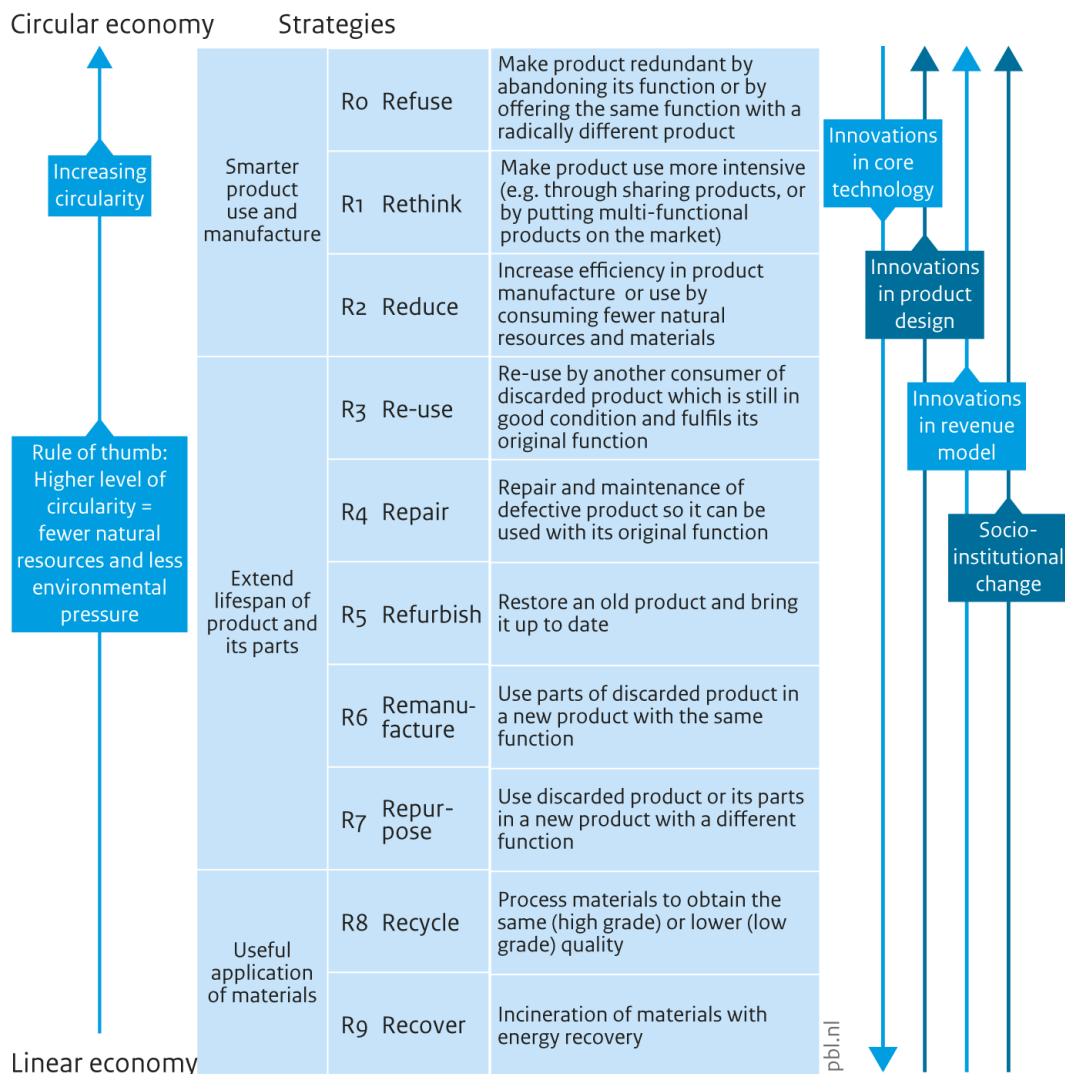 Circular economy
Strategies
Increasing
circularity
Rule of thumb:
Higher level of
circularity =
fewer natural
resources and less
environmental
pressure
Linear economy
Smarter
product
use and
manufacture
R0 Refuse
Make product redundant by
abandoning its function or by
offering the same function with a
radically different product
R1 Rethink
Make product use more intensive
(e.g. through sharing products, or
by putting multi-functional
products on the market)
R2 Reduce
Increase efficiency in product
manufacture or use by
consuming fewer natural
resources and materials
Extend
lifespan of
product and
its parts
R3 Re-use
Re-use by another consumer of
discarded product which is still in
good condition and fulfils its
original function
R4 Repair
Repair and maintenance of
defective product so it can be
used with its original function
R5 Refurbish
Restore an old product and bring
it up to date
R6 Remanu-
facture
Use parts of discarded product in
a new product with the same
function
R7 Repur-
pose
Use discarded product or its parts
in a new product with a different
function
Useful
application
of materials
R8 Recycle
Process materials to obtain the
same (high grade) or lower (low
grade) quality
R9 Recover
Incineration of materials with
energy recovery
Innovations
in core
technology
Innovations
in product
design
Innovations
in revenue
model
Socio-
institutional
change
pbl.nl